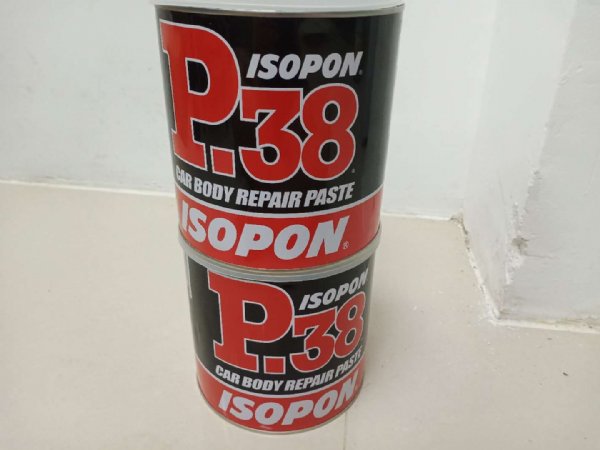 ISOPON®
P.38
CAR BODY REPAIR PASTE
ISOPON®
ISOPON
P.38
CAR BODY REPAIR PASTE
ISOPON